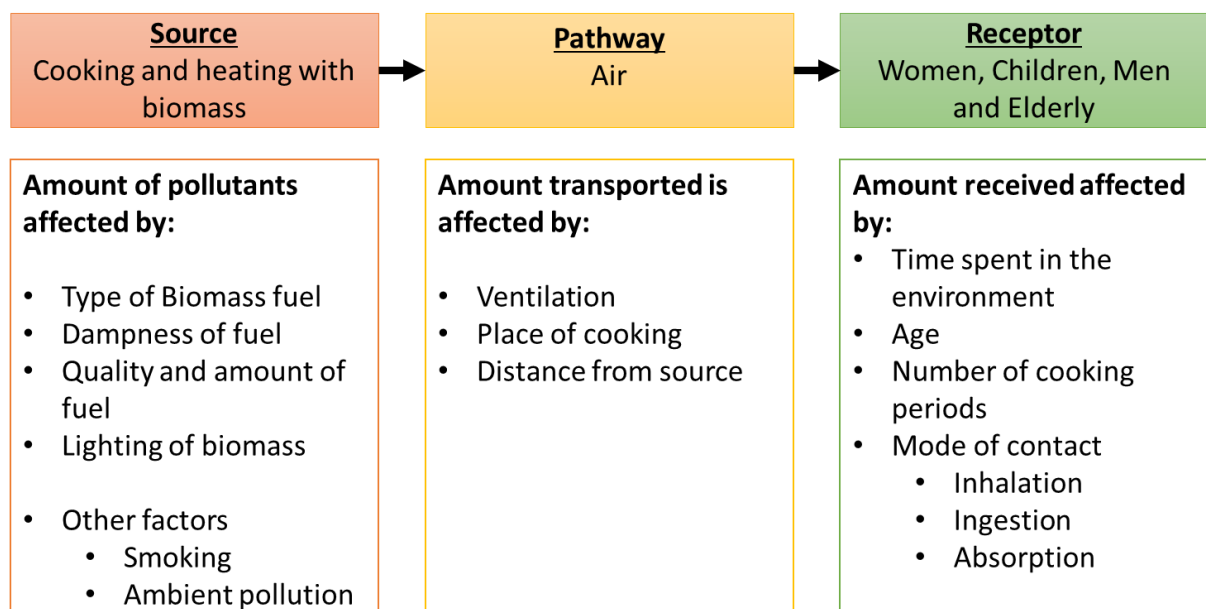 Source
Cooking and heating with
biomass
Pathway
Air
Receptor
Women, Children, Men
and Elderly
Amount of pollutants
affected by:
• Type of Biomass fuel
• Dampness of fuel
• Quality and amount of
fuel
• Lighting of biomass
• Other factors
• Smoking
• Ambient pollution
Amount transported is
affected by:
• Ventilation
• Place of cooking
• Distance from source
Amount received affected
by:
• Time spent in the
environment
• Age
• Number of cooking
periods
• Mode of contact
• Inhalation
• Ingestion
• Absorption